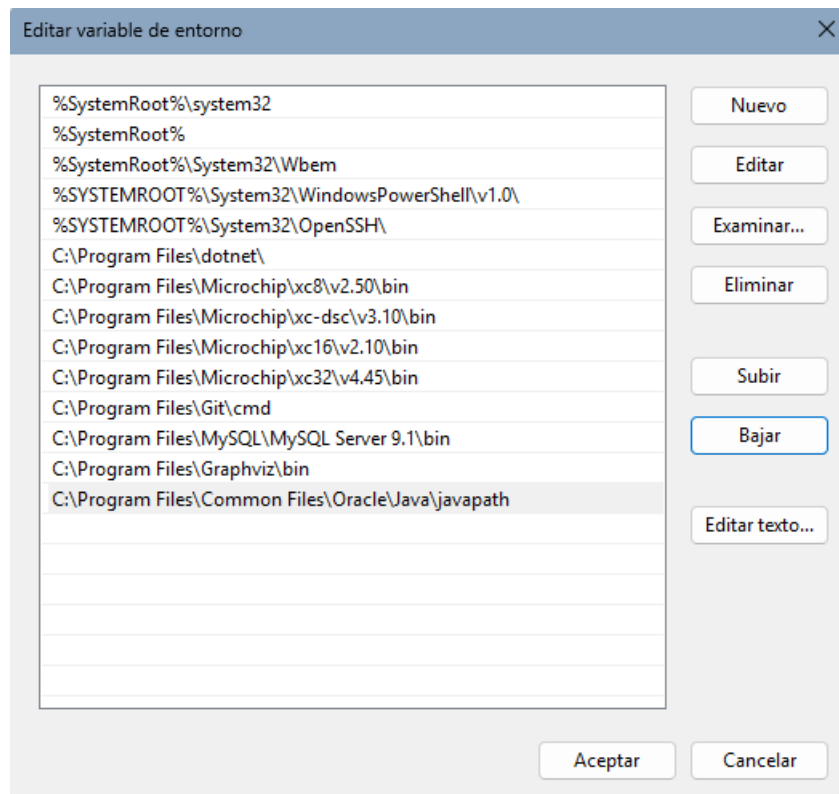 Editar variable de entorno
%SystemRoot%\system32
%SystemRoot%
%SystemRoot%\System32\Wbem
%SYSTEMROOT%\System32\WindowsPowerShell\v1.0\
%SYSTEMROOT%\System32\OpenSSH\
C:\Program Files\dotnet\
C:\Program Files\Microchip\xc8\v2.50\bin
C:\Program Files\Microchip\xc-dsc\v3.10\bin
C:\Program Files\Microchip\xc16\v2.10\bin
C:\Program Files\Microchip\xc32\v4.45\bin
C:\Program Files\Git\cmd
C:\Program Files\MySQL\MySQL Server 9.1\bin
C:\Program Files\Graphviz\bin
C:\Program Files\Common Files\Oracle\Java\javapath
Nuevo
Editar
Examinar...
Eliminar
Subir
Bajar
Editar texto...
Aceptar
Cancelar